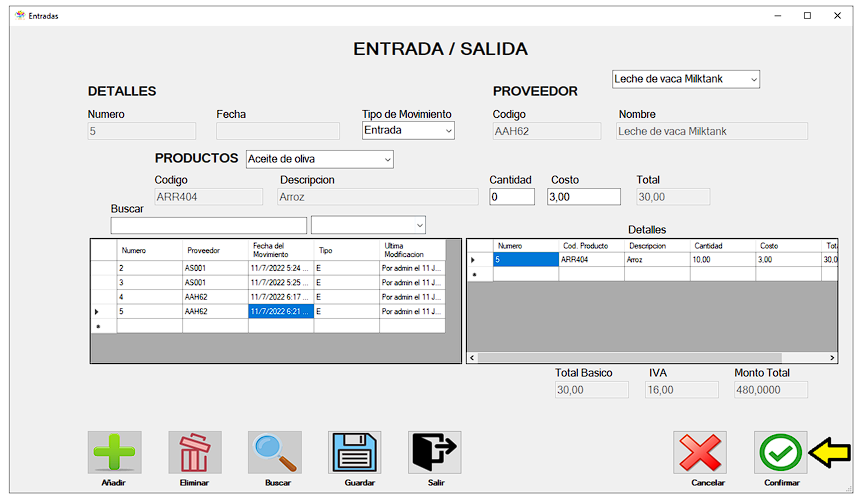 Entradas
ENTRADA / SALIDA
Leche de vaca Milktank
DETALLES
PROVEEDOR
Numero Fecha Tipo de Movimiento Codigo Nombre
5 Entrada AAH62 Leche de vaca Milktank
PRODUCTOS Aceite de oliva
Codigo Descripcion Cantidad Costo Total
ARR404 Arroz 0 3,00 30,00
Buscar
Detalles
Numero Proveedor Fecha del Movimiento Tipo Ultima Modificacion
2 AS001 11/7/2022 5:24 ... E Por admin el 11 J...
3 AS001 11/7/2022 5:25 ... E Por admin el 11 J...
4 AAH62 11/7/2022 6:17 ... E Por admin el 11 J...
5 AAH62 11/7/2022 6:21 ... E Por admin el 11 J...
Numero Cod. Producto Descripcion Cantidad Costo Tota
5 ARR404 Arroz 10,00 3,00 30,0
Total Basico IVA Monto Total
30,00 16,00 480,0000
Añadir Eliminar Buscar Guardar Salir Cancelar Confirmar